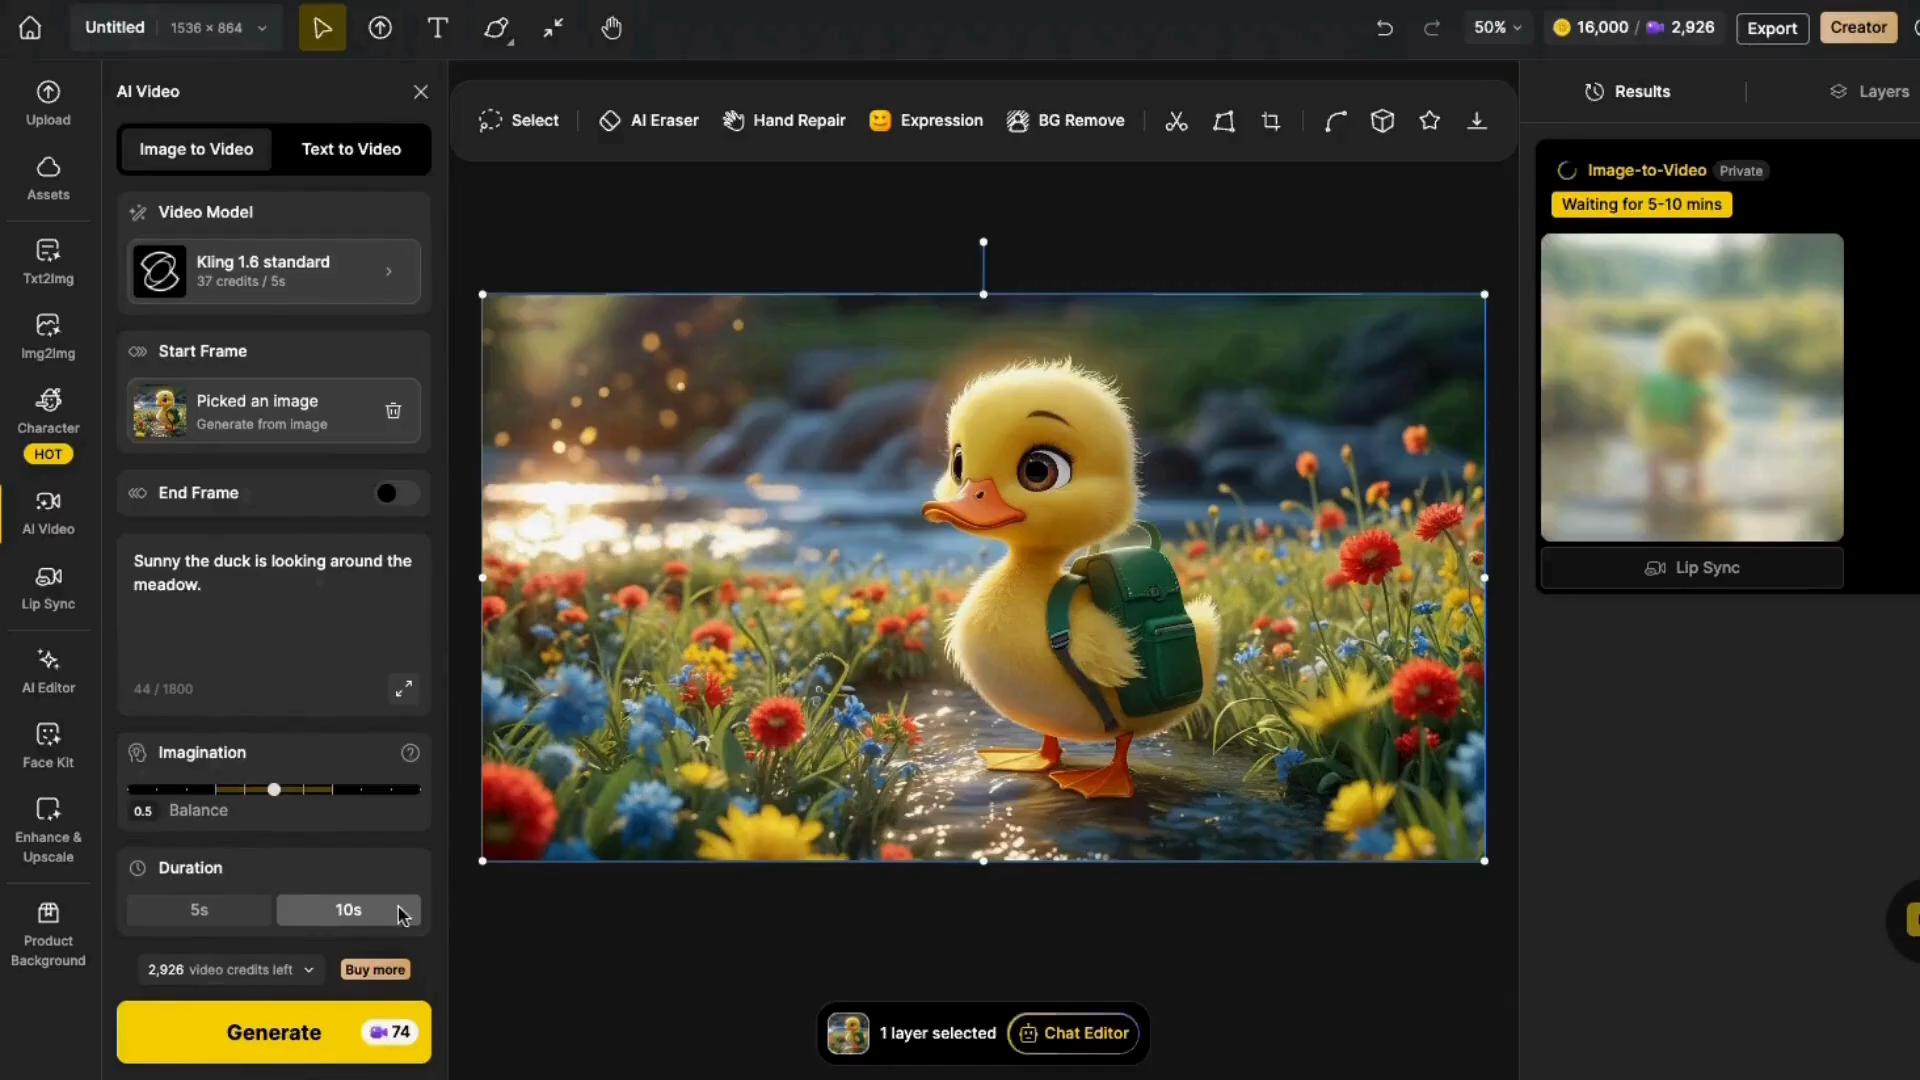 Untitled
1536 × 864
50%
16,000 / 2,926
Export
Creator
Upload
Assets
Txt2Img
Img2Img
Character
HOT
AI Video
Lip Sync
AI Editor
Face Kit
Enhance &
Upscale
Product
Background
AI Video
Image to Video
Text to Video
Video Model
Kling 1.6 standard
37 credits / 5s
Start Frame
Picked an image
Generate from image
End Frame
Sunny the duck is looking around the
meadow.
44 / 1800
Imagination
0.5 Balance
Duration
5s
10s
2,926 video credits left
Buy more
Generate 74
Select
AI Eraser
Hand Repair
Expression
BG Remove
1 layer selected
Chat Editor
Results
Layers
Image-to-Video
Private
Waiting for 5-10 mins
Lip Sync